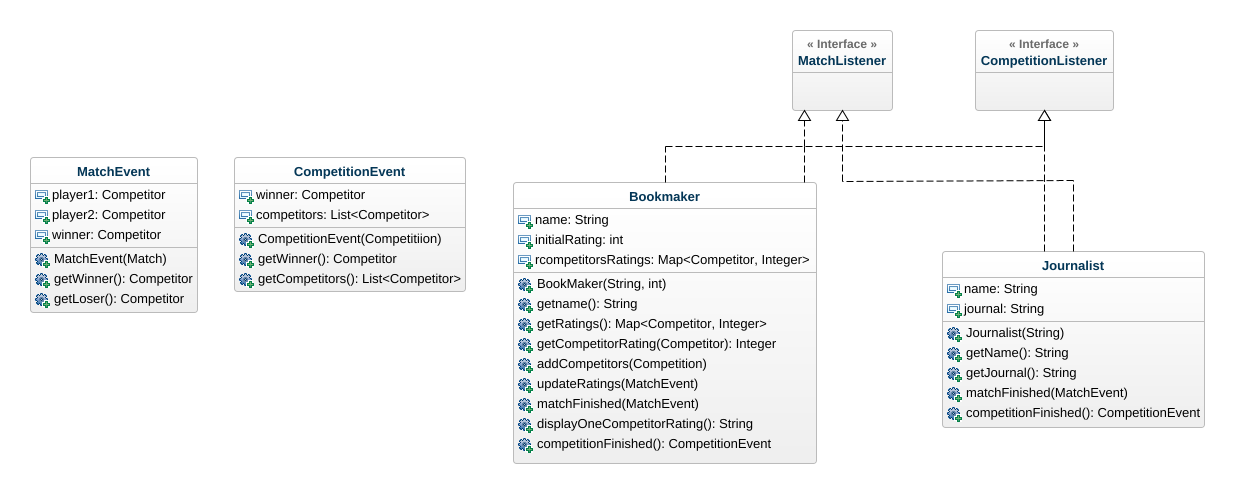 « Interface »
MatchListener
« Interface »
CompetitionListener
MatchEvent
player1: Competitor
player2: Competitor
winner: Competitor
MatchEvent(Match)
getWinner(): Competitor
getLoser(): Competitor
CompetitionEvent
winner: Competitor
competitors: List<Competitor>
CompetitionEvent(Competitiion)
getWinner(): Competitor
getCompetitors(): List<Competitor>
Bookmaker
name: String
initialRating: int
rcompetitorsRatings: Map<Competitor, Integer>
BookMaker(String, int)
getname(): String
getRatings(): Map<Competitor, Integer>
getCompetitorRating(Competitor): Integer
addCompetitors(Competition)
updateRatings(MatchEvent)
matchFinished(MatchEvent)
displayOneCompetitorRating(): String
competitionFinished(): CompetitionEvent
Journalist
name: String
journal: String
Journalist(String)
getName(): String
getJournal(): String
matchFinished(MatchEvent)
competitionFinished(): CompetitionEvent